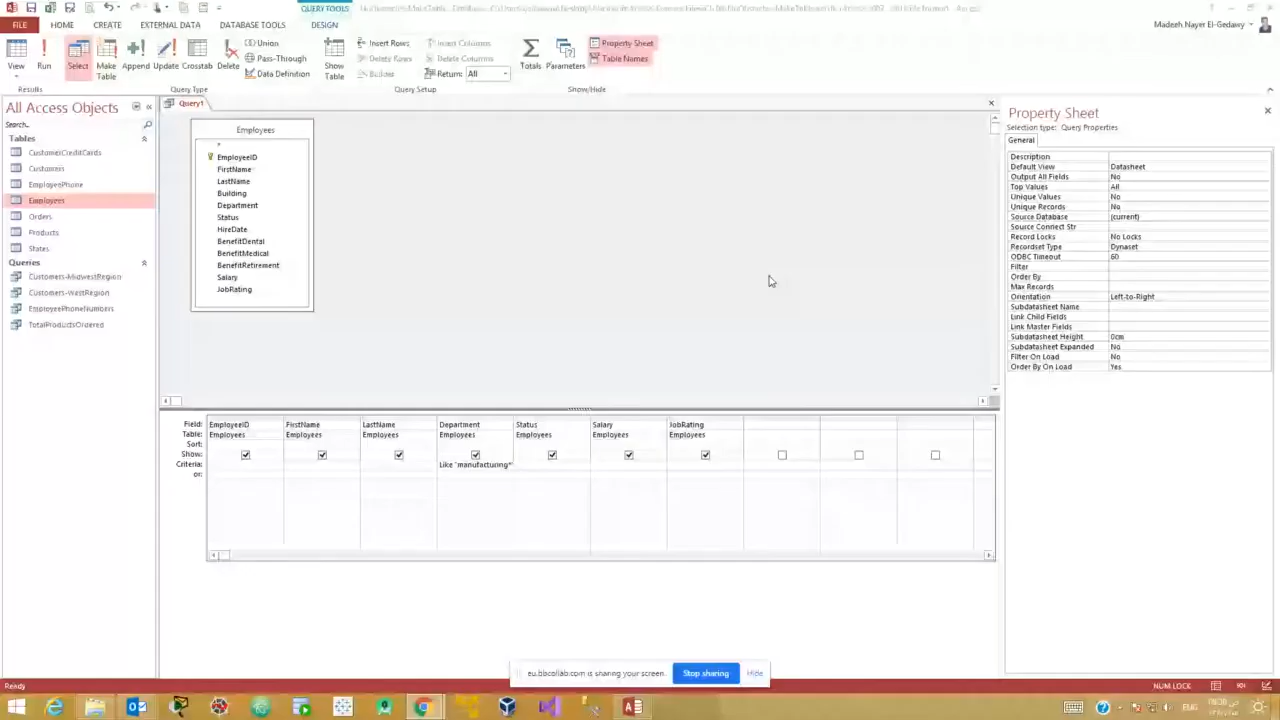 QUERY TOOLS
FILE HOME CREATE EXTERNAL DATA DATABASE TOOLS DESIGN
Madeeh Nayer El-Gedawy
View
Run
Select
Make Table
Append
Update
Crosstab
Delete
Union
Pass-Through
Data Definition
Show Table
Insert Rows
Delete Rows
Builder
Insert Columns
Delete Columns
Return: All
Totals
Parameters
Property Sheet
Table Names
Results
Query Type
Query Setup
Show/Hide
All Access Objects
Search...
Tables
CustomerCreditCards
Customers
EmployeePhone
Employees
Orders
Products
States
Queries
Customers-MidwestRegion
Customers-WestRegion
EmployeePhoneNumbers
TotalProductsOrdered
Query1
Employees
*
EmployeeID
FirstName
LastName
Building
Department
Status
HireDate
BenefitDental
BenefitMedical
BenefitRetirement
Salary
JobRating
Field: EmployeeID FirstName LastName Department Status Salary JobRating
Table: Employees Employees Employees Employees Employees Employees Employees
Sort:
Show:
Criteria: Like "manufacturing*"
or:
Property Sheet
Selection type: Query Properties
General
Description
Default View Datasheet
Output All Fields No
Top Values All
Unique Values No
Unique Records No
Source Database (current)
Source Connect Str
Record Locks No Locks
Recordset Type Dynaset
ODBC Timeout 60
Filter
Order By
Max Records
Orientation Left-to-Right
Subdatasheet Name
Link Child Fields
Link Master Fields
Subdatasheet Height 0cm
Subdatasheet Expanded No
Filter On Load No
Order By On Load Yes
eu.bbcollab.com is sharing your screen.
Stop sharing
Hide
Ready
NUM LOCK
ENG